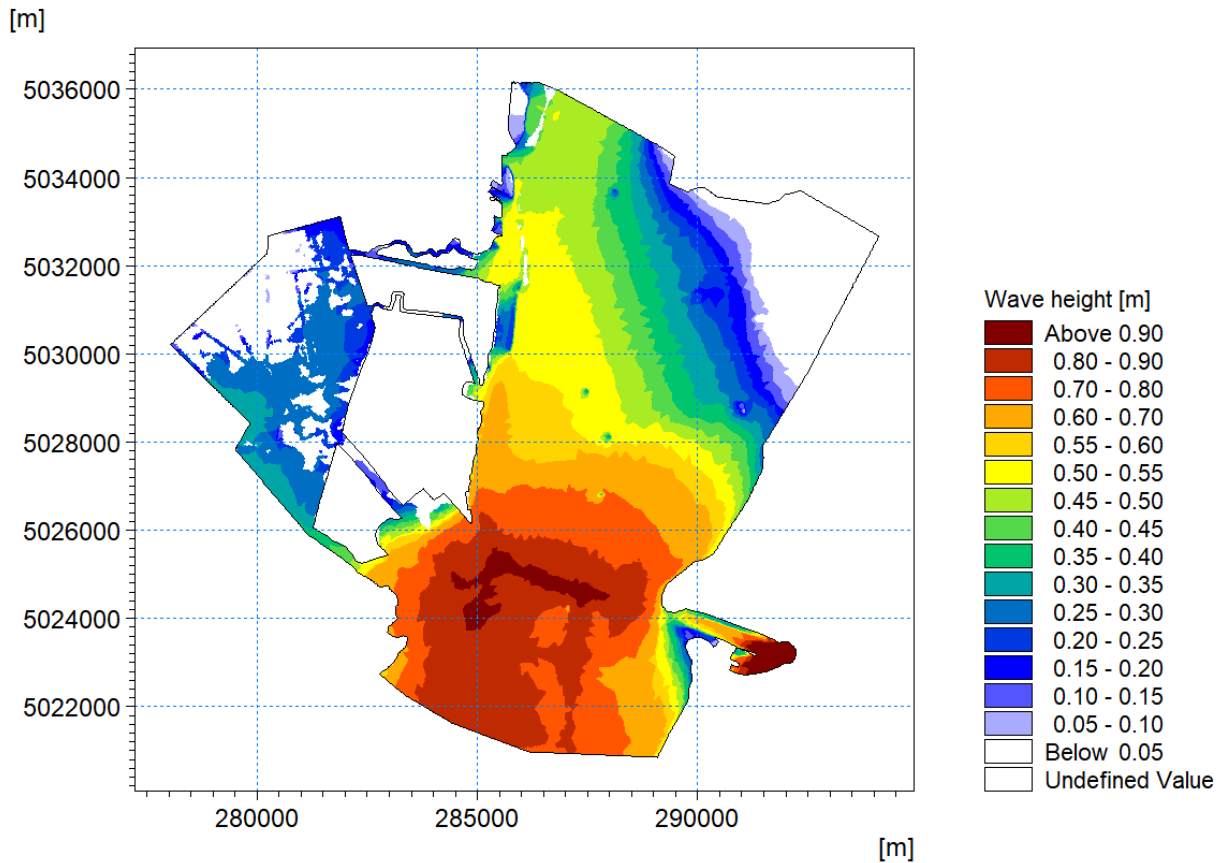 [m]
5036000
5034000
5032000
5030000
5028000
5026000
5024000
5022000
280000 285000 290000
[m]
Wave height [m]
Above 0.90
0.80 - 0.90
0.70 - 0.80
0.60 - 0.70
0.55 - 0.60
0.50 - 0.55
0.45 - 0.50
0.40 - 0.45
0.35 - 0.40
0.30 - 0.35
0.25 - 0.30
0.20 - 0.25
0.15 - 0.20
0.10 - 0.15
0.05 - 0.10
Below 0.05
Undefined Value